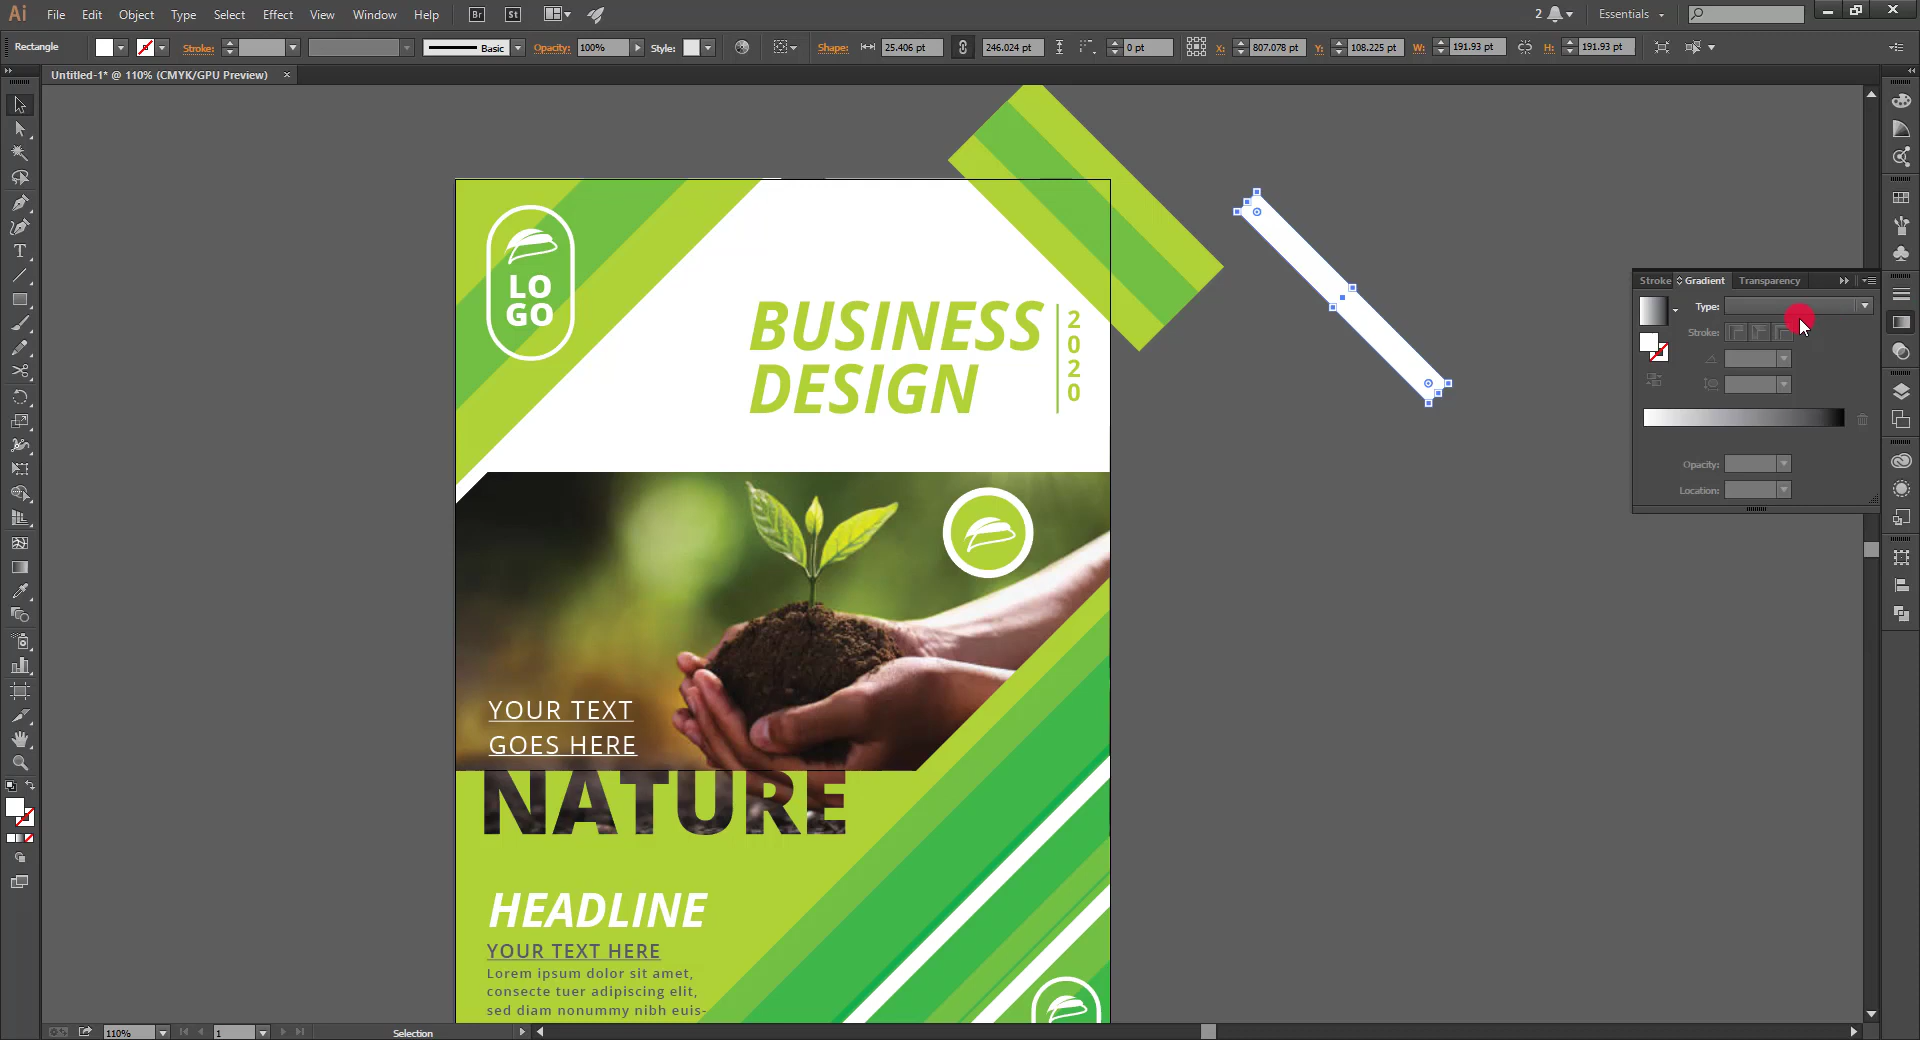 Ai File Edit Object Type Select Effect View Window Help Br St 2 Essentials
Rectangle Stroke: Basic Opacity: 100% Style: Shape: 25.406 pt 246.024 pt 0 pt X: 807.078 pt Y: 108.225 pt W: 191.93 pt H: 191.93 pt
Untitled-1* @ 110% (CMYK/GPU Preview) ×
LO
GO
BUSINESS
DESIGN
2
0
2
0
YOUR TEXT
GOES HERE
NATURE
HEADLINE
YOUR TEXT HERE
Lorem ipsum dolor sit amet,
consecte tuer adipiscing elit,
sed diam nonummy nibh euis-
Stroke Gradient Transparency
Type:
Stroke:
Opacity:
Location:
110% 1 Selection